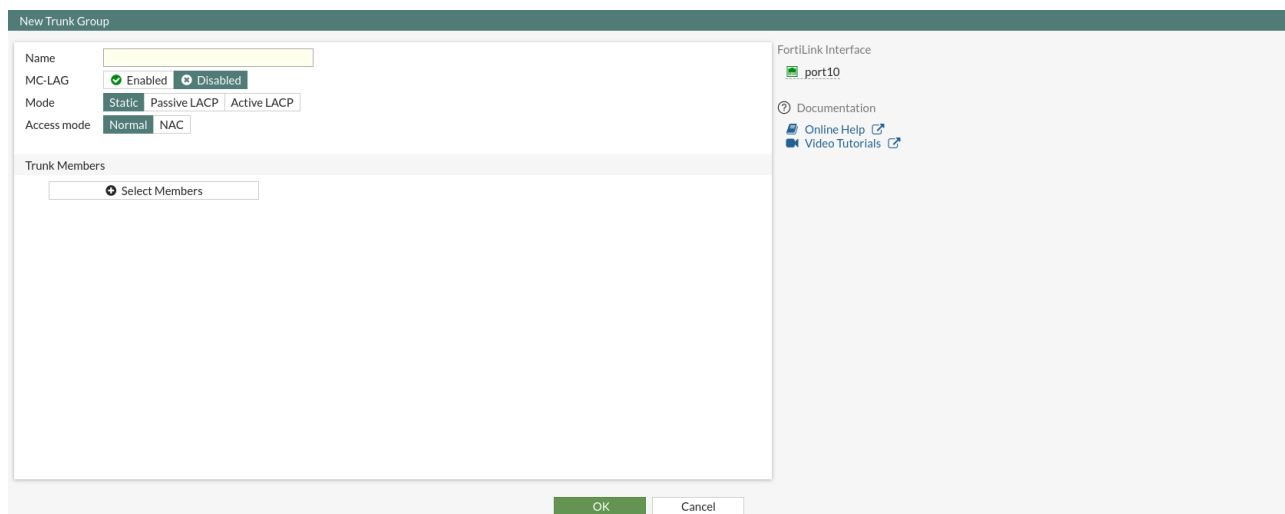 New Trunk Group
Name
MC-LAG Enabled Disabled
Mode Static Passive LACP Active LACP
Access mode Normal NAC
Trunk Members
Select Members
FortiLink Interface
port10
Documentation
Online Help
Video Tutorials
OK Cancel